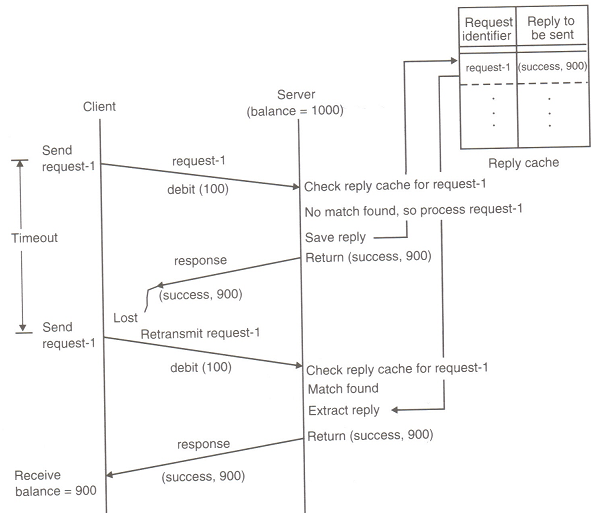 Request identifier
Reply to be sent
request-1
(success, 900)
Reply cache
Client
Server
(balance = 1000)
Send
request-1
request-1
debit (100)
Check reply cache for request-1
No match found, so process request-1
Save reply
Timeout
response
Return (success, 900)
(success, 900)
Lost
Send
request-1
Retransmit request-1
debit (100)
Check reply cache for request-1
Match found
Extract reply
Return (success, 900)
response
(success, 900)
Receive
balance = 900